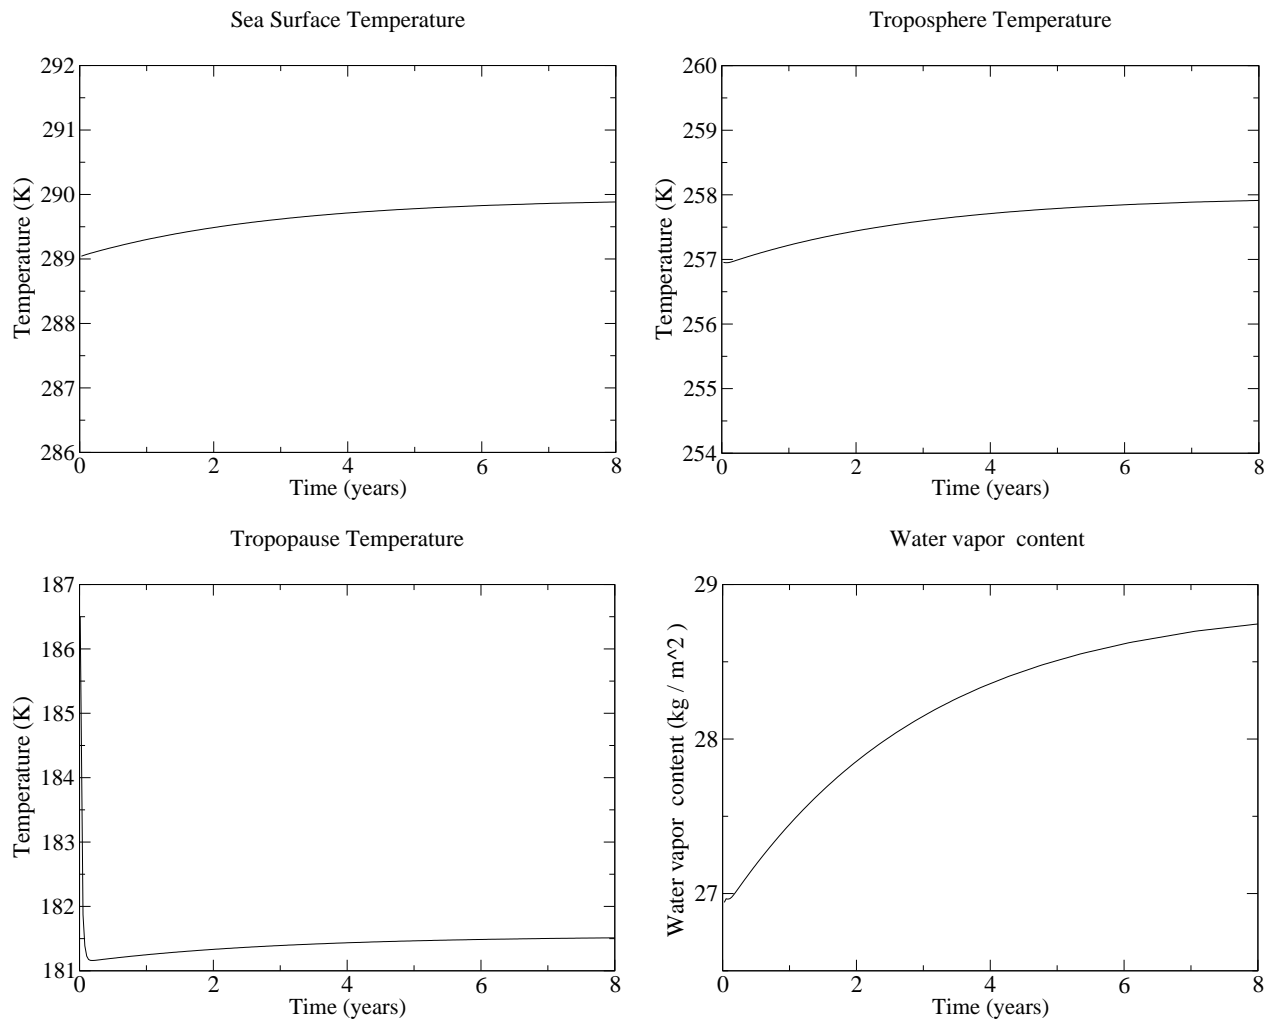 Sea Surface Temperature
292
291
290
289
288
287
286
Temperature (K)
0 2 4 6 8
Time (years)
Troposphere Temperature
260
259
258
257
256
255
254
Temperature (K)
0 2 4 6 8
Time (years)
Tropopause Temperature
187
186
185
184
183
182
181
Temperature (K)
0 2 4 6 8
Time (years)
Water vapor  content
29
28
27
Water vapor  content (kg / m^2 )
0 2 4 6 8
Time (years)